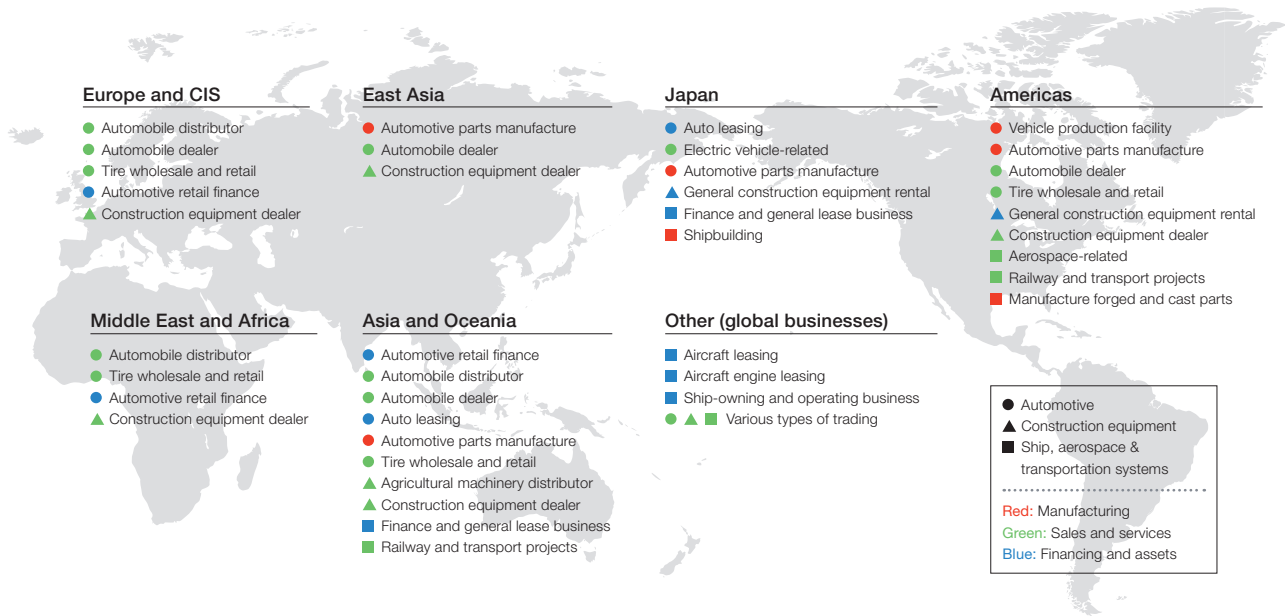 Europe and CIS
Automobile distributor
Automobile dealer
Tire wholesale and retail
Automotive retail finance
Construction equipment dealer
East Asia
Automotive parts manufacture
Automobile dealer
Construction equipment dealer
Japan
Auto leasing
Electric vehicle-related
Automotive parts manufacture
General construction equipment rental
Finance and general lease business
Shipbuilding
Americas
Vehicle production facility
Automotive parts manufacture
Automobile dealer
Tire wholesale and retail
General construction equipment rental
Construction equipment dealer
Aerospace-related
Railway and transport projects
Manufacture forged and cast parts
Middle East and Africa
Automobile distributor
Tire wholesale and retail
Automotive retail finance
Construction equipment dealer
Asia and Oceania
Automotive retail finance
Automobile distributor
Automobile dealer
Auto leasing
Automotive parts manufacture
Tire wholesale and retail
Agricultural machinery distributor
Construction equipment dealer
Finance and general lease business
Railway and transport projects
Other (global businesses)
Aircraft leasing
Aircraft engine leasing
Ship-owning and operating business
Various types of trading
Automotive
Construction equipment
Ship, aerospace &
transportation systems
Red: Manufacturing
Green: Sales and services
Blue: Financing and assets